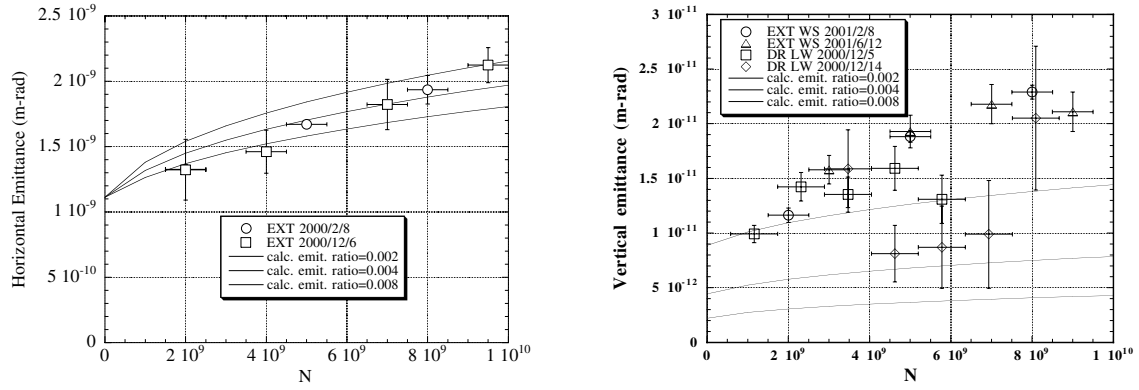 Horizontal Emittance (m-rad)
2.5 10⁻⁹
2 10⁻⁹
1.5 10⁻⁹
1 10⁻⁹
5 10⁻¹⁰
0
EXT 2000/2/8
EXT 2000/12/6
calc. emit. ratio=0.002
calc. emit. ratio=0.004
calc. emit. ratio=0.008
0 2 10⁹ 4 10⁹ 6 10⁹ 8 10⁹ 1 10¹⁰
N
Vertical emittance (m-rad)
3 10⁻¹¹
2.5 10⁻¹¹
2 10⁻¹¹
1.5 10⁻¹¹
1 10⁻¹¹
5 10⁻¹²
0
EXT WS 2001/2/8
EXT WS 2001/6/12
DR LW 2000/12/5
DR LW 2000/12/14
calc. emit. ratio=0.002
calc. emit. ratio=0.004
calc. emit. ratio=0.008
0 2 10⁹ 4 10⁹ 6 10⁹ 8 10⁹ 1 10¹⁰
N